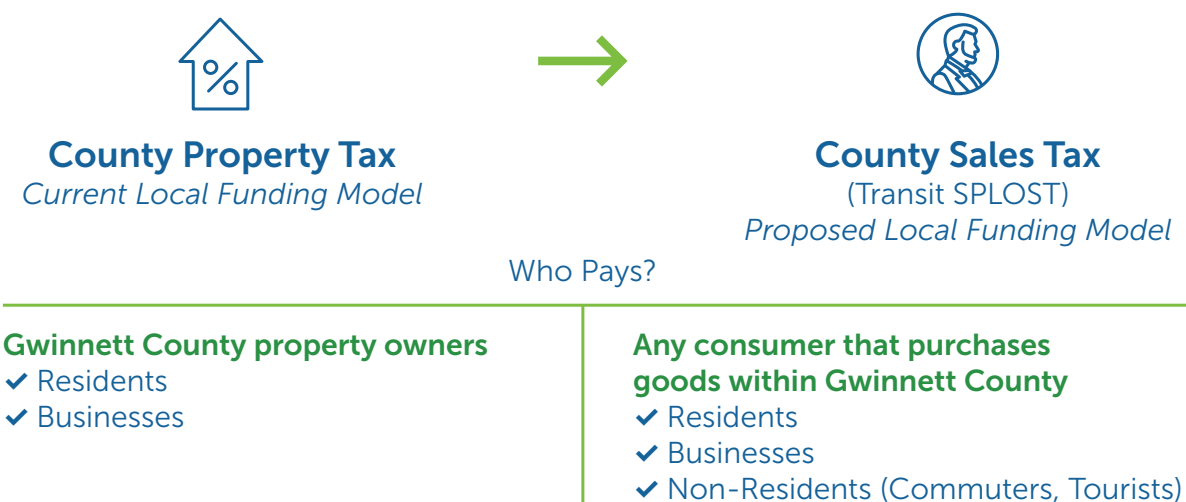 %
County Property Tax
Current Local Funding Model
County Sales Tax
(Transit SPLOST)
Proposed Local Funding Model
Who Pays?
Gwinnett County property owners
✓ Residents
✓ Businesses
Any consumer that purchases
goods within Gwinnett County
✓ Residents
✓ Businesses
✓ Non-Residents (Commuters, Tourists)